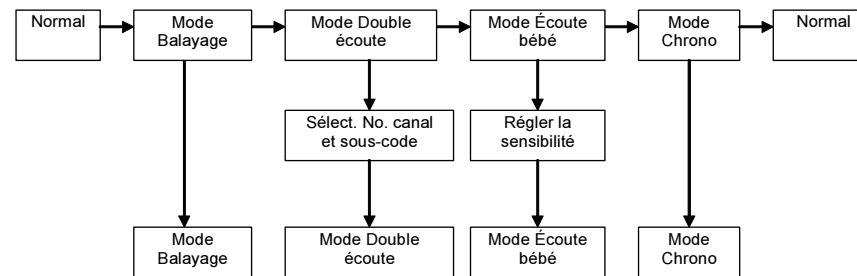 Normal
Mode
Balayage
Mode Double
écoute
Mode Écoute
bébé
Mode
Chrono
Normal
Sélect. No. canal
et sous-code
Régler la
sensibilité
Mode
Balayage
Mode Double
écoute
Mode Écoute
bébé
Mode
Chrono